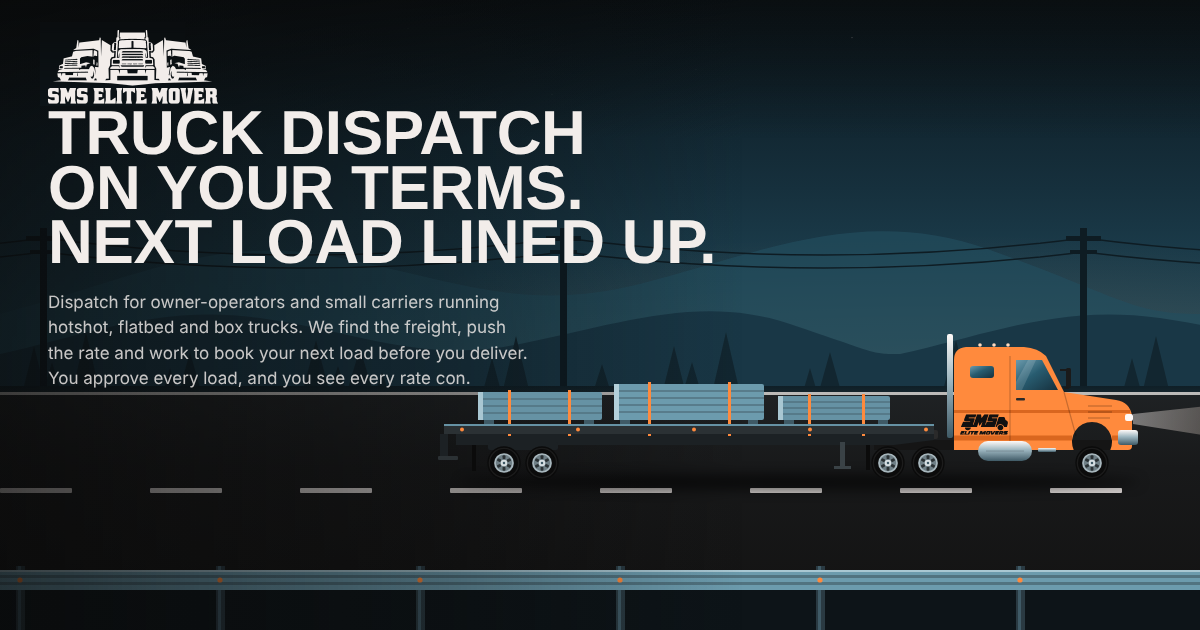 SMS ELITE MOVER
TRUCK DISPATCH
ON YOUR TERMS.
NEXT LOAD LINED UP.
Dispatch for owner-operators and small carriers running
hotshot, flatbed and box trucks. We find the freight, push
the rate and work to book your next load before you deliver.
You approve every load, and you see every rate con.
SMS
ELITE MOVERS